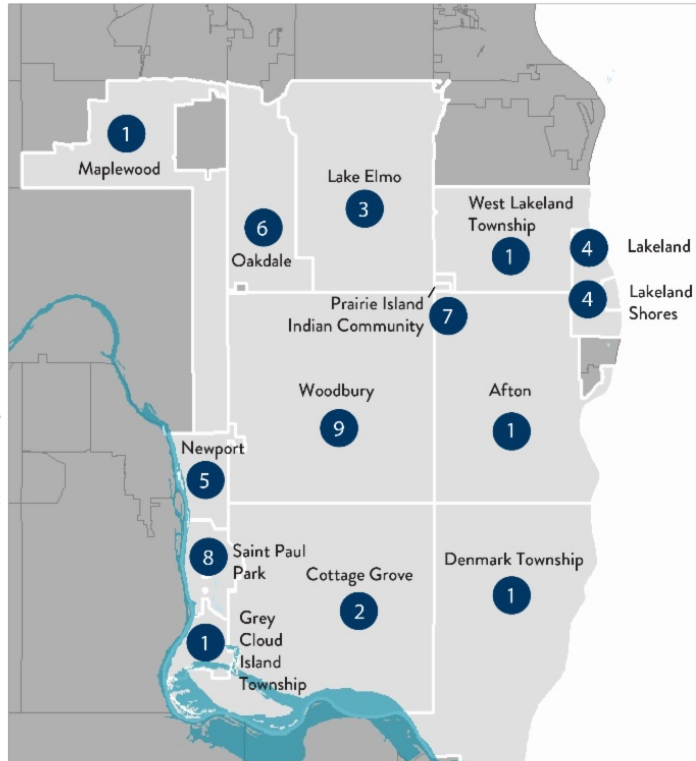 1
Maplewood
Lake Elmo
3
6
Oakdale
West Lakeland
Township
1
4
Lakeland
4
Lakeland
Shores
Prairie Island
Indian Community
7
Woodbury
9
Afton
1
Newport
5
8
Saint Paul
Park
Cottage Grove
2
Denmark Township
1
1
Grey
Cloud
Island
Township